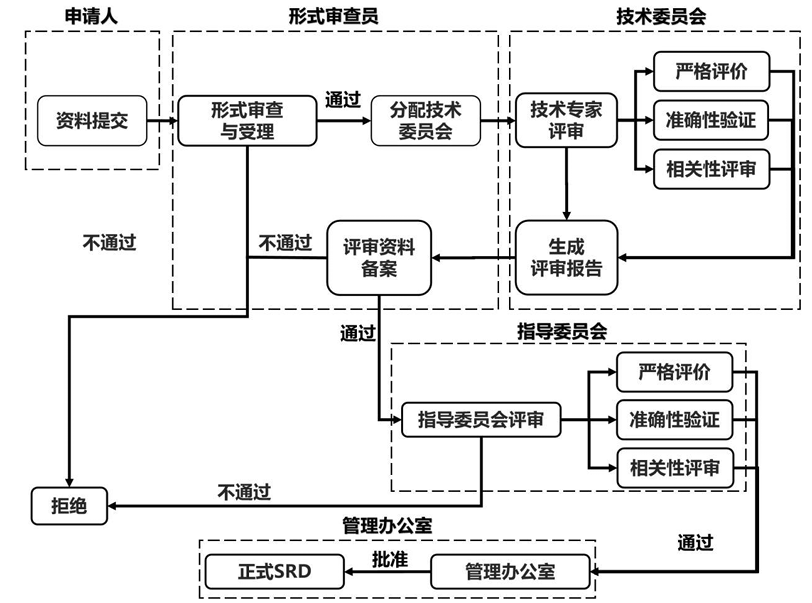 申请人
形式审查员
技术委员会
资料提交
形式审查
与受理
通过
分配技术
委员会
技术专家
评审
严格评价
准确性验证
相关性评审
不通过
不通过
评审资料
备案
生成
评审报告
通过
指导委员会
指导委员会评审
严格评价
准确性验证
相关性评审
拒绝
不通过
管理办公室
通过
正式SRD
批准
管理办公室